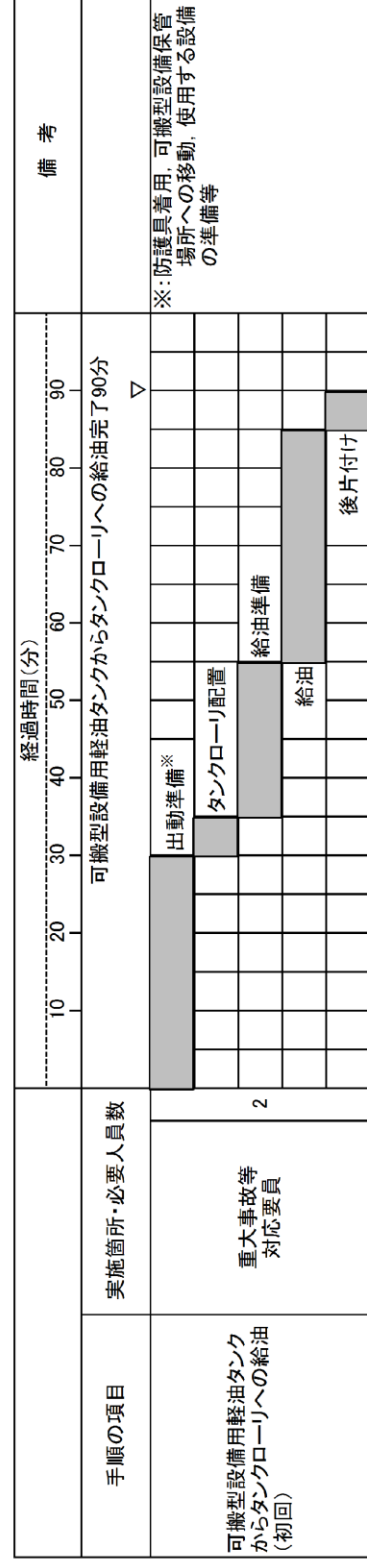 経過時間(分)
備 考
10 20 30 40 50 60 70 80 90
手順の項目
実施箇所・必要人員数
可搬型設備用軽油タンクからタンクローリへの給油完了90分
▽
可搬型設備用軽油タンク
からタンクローリへの給油
(初回)
重大事故等
対応要員
2
出動準備※
タンクローリ配置
給油準備
給油
後片付け
※:防護具着用,可搬型設備保管
場所への移動,使用する設備
の準備等